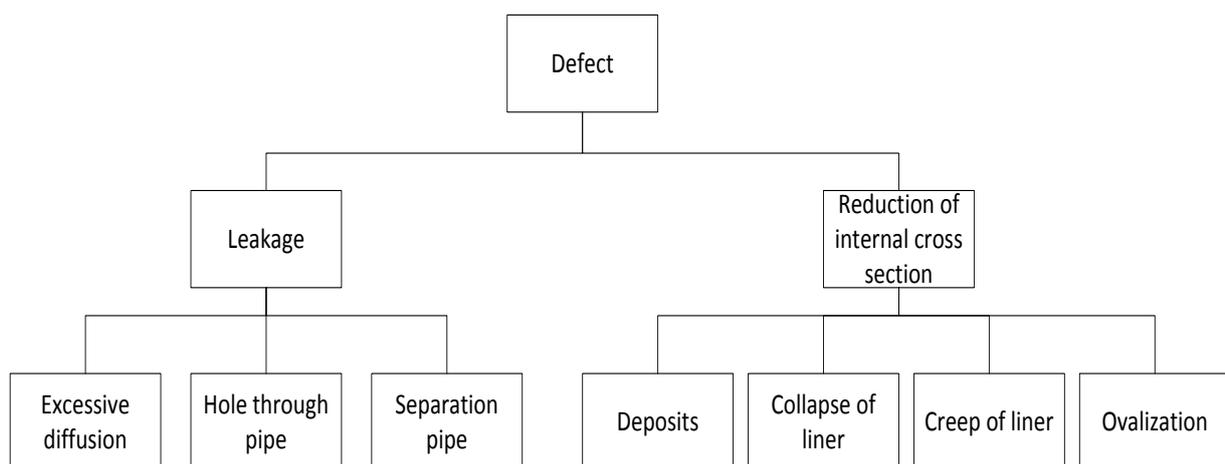 Defect
Leakage
Reduction of
internal cross
section
Excessive
diffusion
Hole through
pipe
Separation
pipe
Deposits
Collapse of
liner
Creep of liner
Ovalization